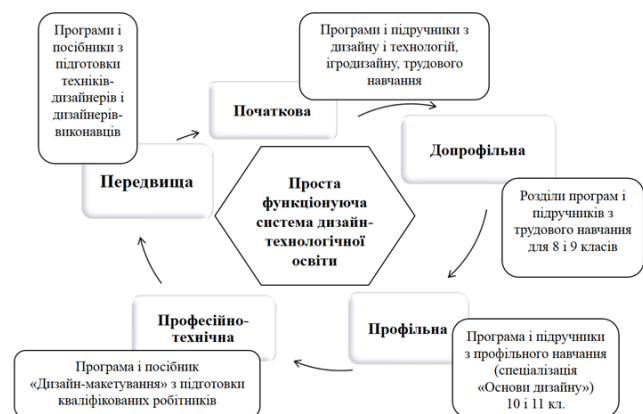 Програми і
посібники з
підготовки
техніків-
дизайнерів і
дизайнерів-
виконавців
Програми і підручники з
дизайну і технологій,
ігродизайну, трудового
навчання
Початкова
Допрофільна
Передвища
Проста
функціонуюча
система дизайн-
технологічної
освіти
Розділи програм і
підручників з
трудового навчання
для 8 і 9 класів
Професійно-
технічна
Профільна
Програма і підручники
з профільного навчання
(спеціалізація
«Основи дизайну»)
10 і 11 кл.
Програма і посібник
«Дизайн-макетування» з підготовки
кваліфікованих робітників